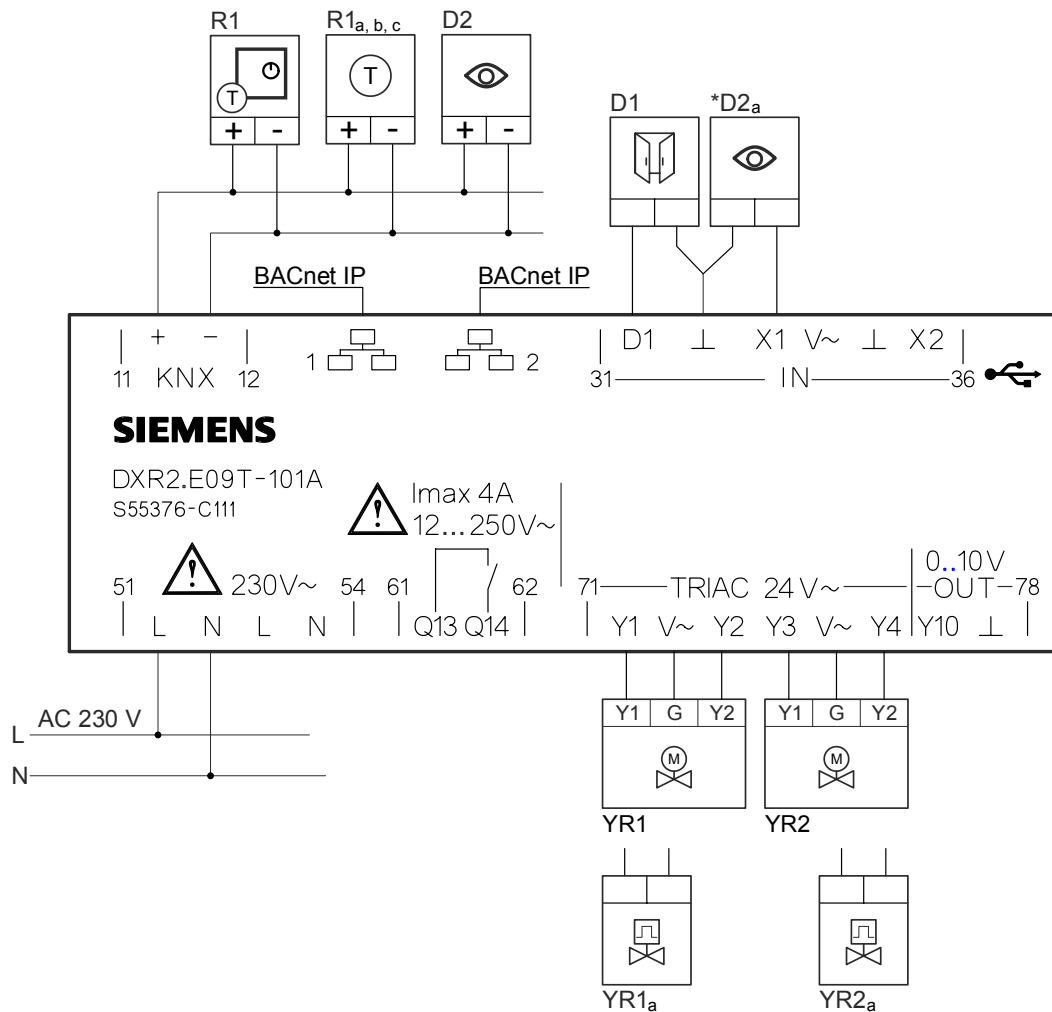 R1 R1a, b, c D2
T T
D1 *D2a
+ - + - + -
BACnet IP BACnet IP
+ − D1 ⊥ X1 V~ ⊥ X2
11 KNX 12 1 2 31 IN 36
SIEMENS
DXR2.E09T-101A
S55376-C111
! Imax 4A
12...250V~
! 0..10V
51 230V~ 54 61 62 71 TRIAC 24V~ OUT 78
L N L N Q13 Q14 Y1 V~ Y2 Y3 V~ Y4 Y10 ⊥
Y1 G Y2 Y1 G Y2
L AC 230 V
N
M M
YR1 YR2
YR1a YR2a